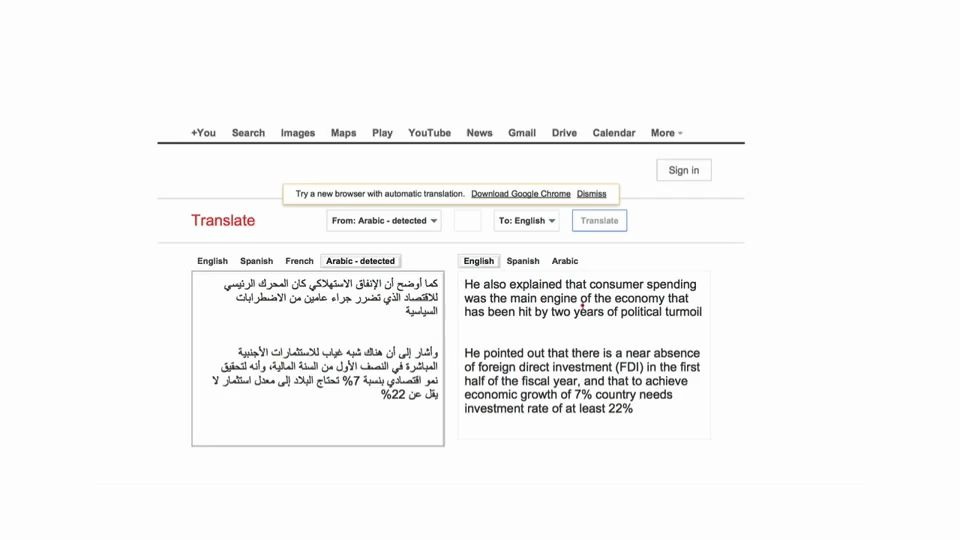 +You Search Images Maps Play YouTube News Gmail Drive Calendar More
Sign in
Try a new browser with automatic translation. Download Google Chrome Dismiss
Translate From: Arabic - detected To: English Translate
English Spanish French Arabic - detected
كما أوضح أن الإنفاق الاستهلاكي كان المحرك الرئيسي
للاقتصاد الذي تضرر جراء عامين من الاضطرابات
السياسية
وأشار إلى أن هناك شبه غياب للاستثمارات الأجنبية
المباشرة في النصف الأول من السنة المالية، وأنه لتحقيق
نمو اقتصادي بنسبة 7% تحتاج البلاد إلى معدل استثمار لا
يقل عن 22%
English Spanish Arabic
He also explained that consumer spending
was the main engine of the economy that
has been hit by two years of political turmoil
He pointed out that there is a near absence
of foreign direct investment (FDI) in the first
half of the fiscal year, and that to achieve
economic growth of 7% country needs
investment rate of at least 22%